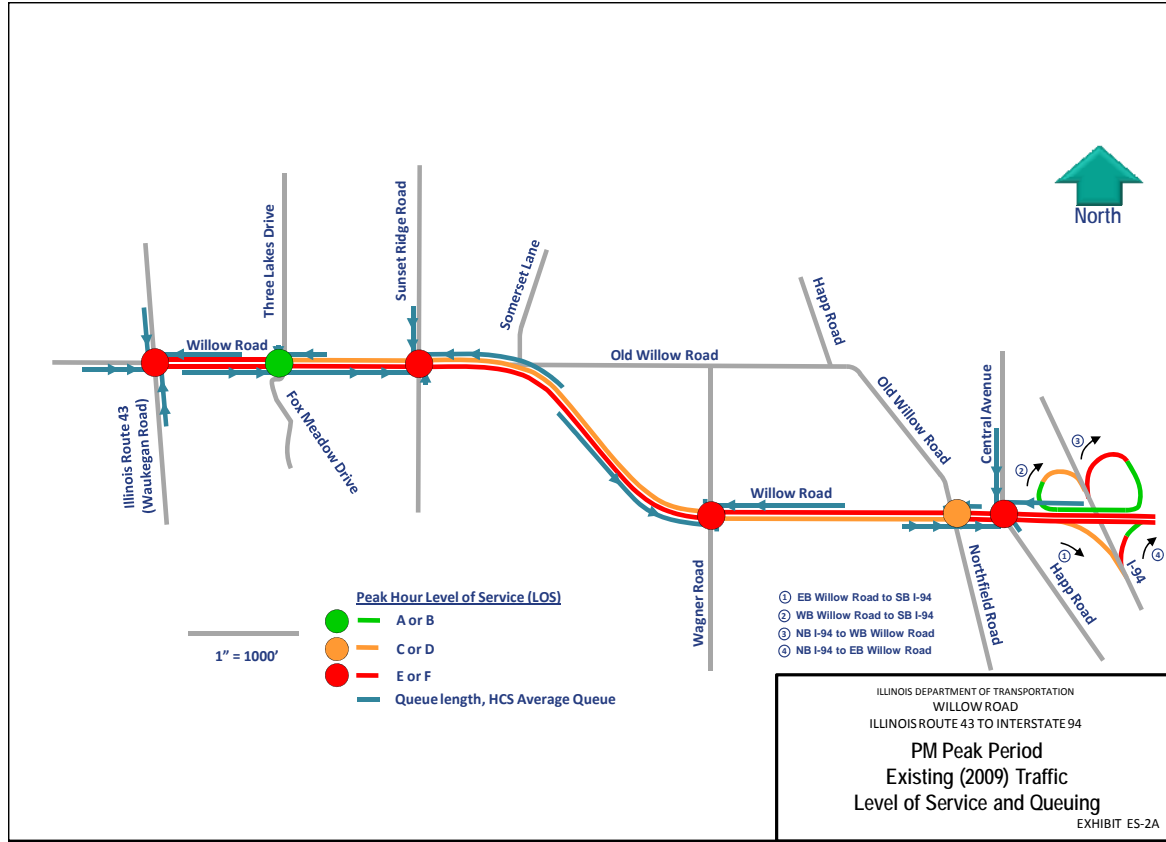 North
Three Lakes Drive
Sunset Ridge Road
Somerset Lane
Happ Road
Willow Road
Old Willow Road
Illinois Route 43
(Waukegan Road)
Fox Meadow Drive
Old Willow Road
Central Avenue
Willow Road
Wagner Road
Northfield Road
Happ Road
I-94
1
2
3
4
Peak Hour Level of Service (LOS)
A or B
C or D
E or F
Queue length, HCS Average Queue
1” = 1000’
1 EB Willow Road to SB I-94
2 WB Willow Road to SB I-94
3 NB I-94 to WB Willow Road
4 NB I-94 to EB Willow Road
ILLINOIS DEPARTMENT OF TRANSPORTATION
WILLOW ROAD
ILLINOIS ROUTE 43 TO INTERSTATE 94
PM Peak Period
Existing (2009) Traffic
Level of Service and Queuing
EXHIBIT ES-2A